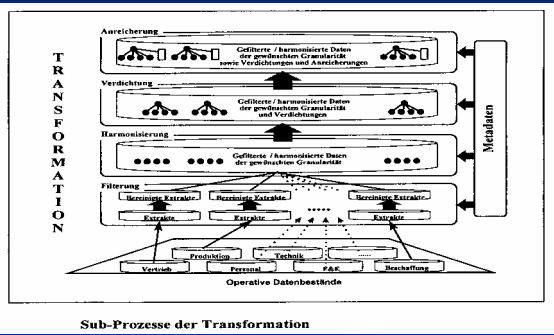 Anreicherung
Gefilterte / harmonisierte Daten
der gewünschten Granularität
sowie Verdichtungen und Anreicherungen
Verdichtung
Gefilterte / harmonisierte Daten
der gewünschten Granularität
und Verdichtungen
Harmonisierung
Gefilterte / harmonisierte Daten
der gewünschten Granularität
Filterung
Bereinigte Extrakte Bereinigte Extrakte Bereinigte Extrakte
Extrakte Extrakte Extrakte
Produktion Technik ......
Vertrieb Personal F&E Beschaffung
Operative Datenbestände
TRANSFORMATION
Metadaten
Sub-Prozesse der Transformation